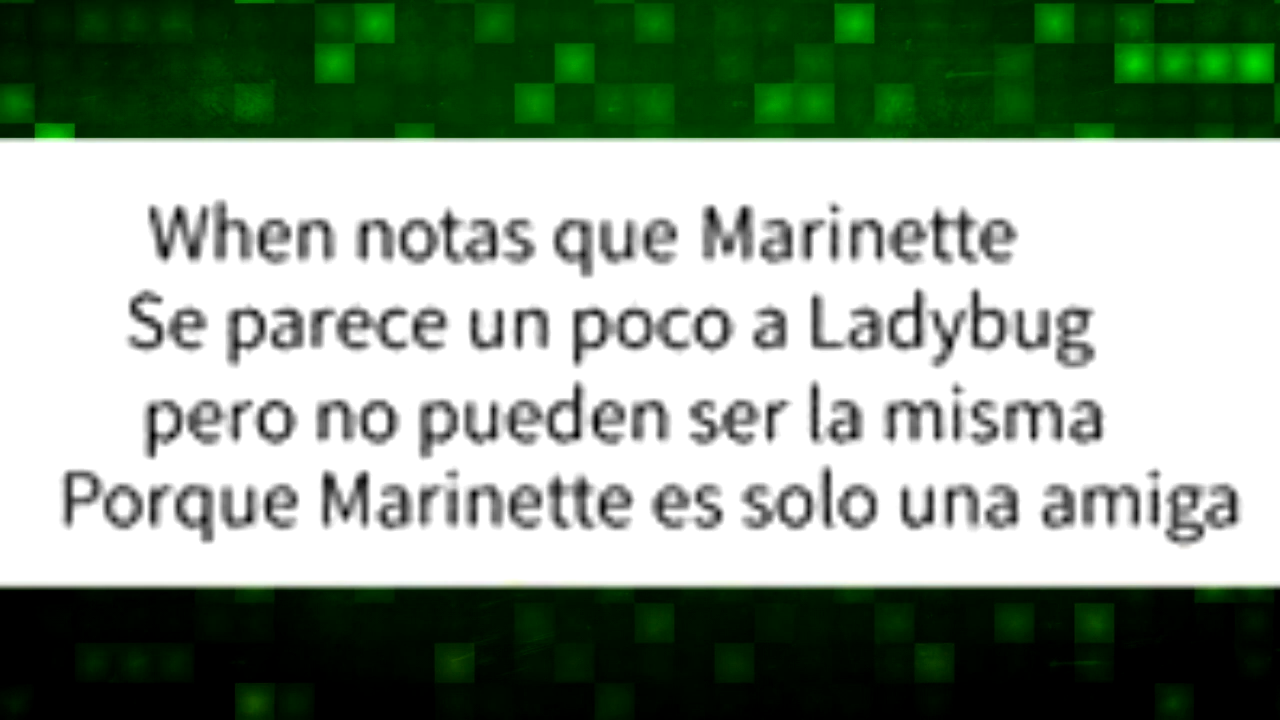 When notas que Marinette
Se parece un poco a Ladybug
pero no pueden ser la misma
Porque Marinette es solo una amiga